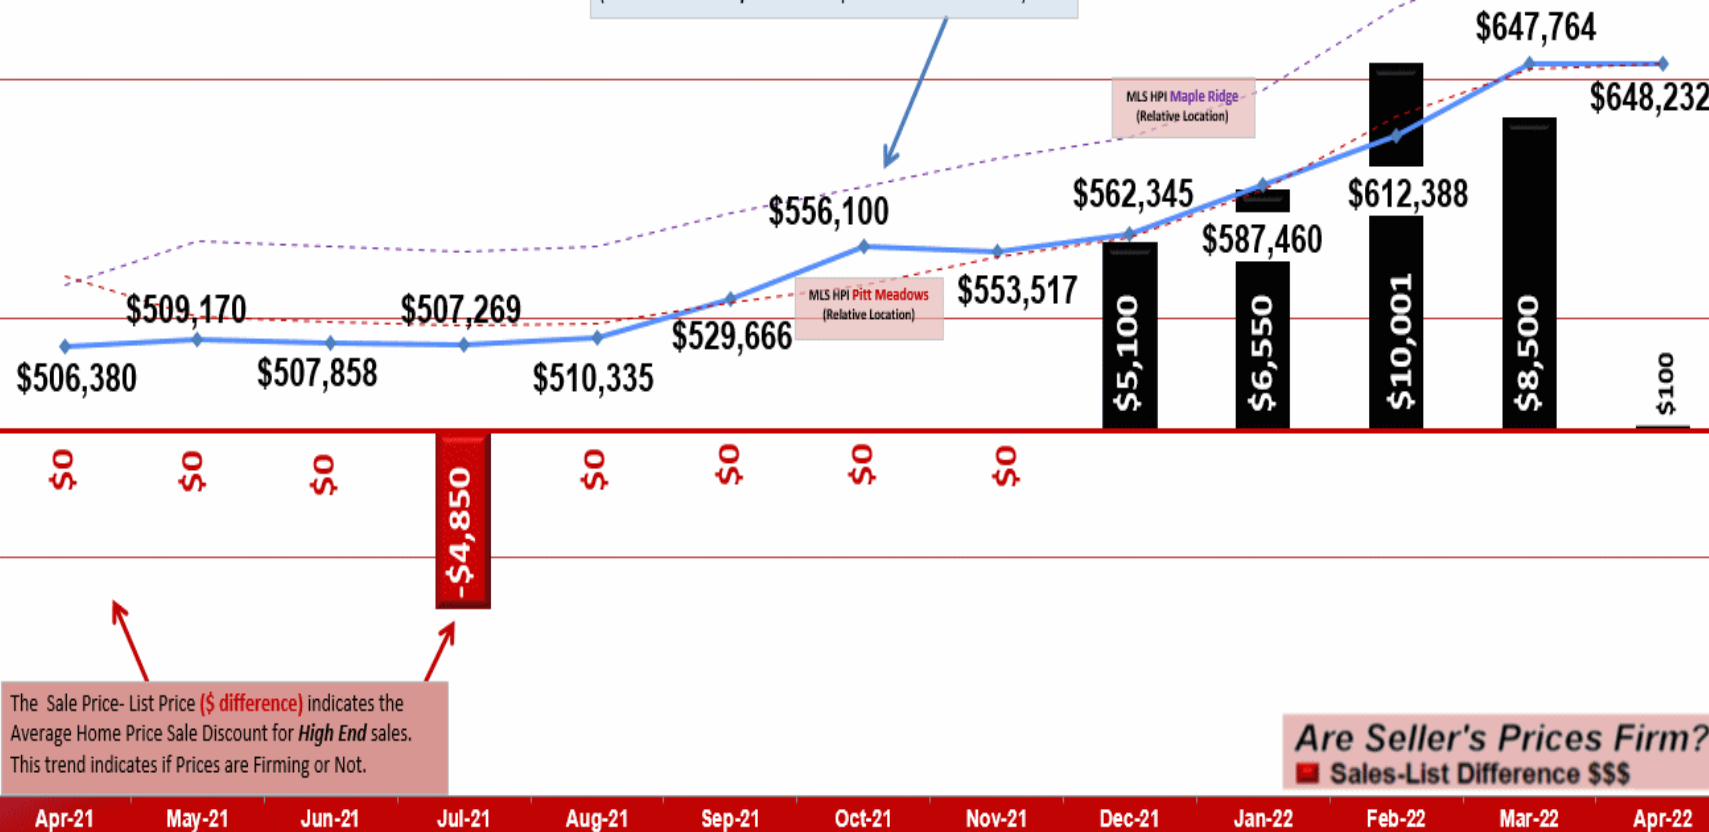 $647,764
$648,232
MLS HPI Maple Ridge
(Relative Location)
$562,345
$612,388
$556,100
$587,460
MLS HPI Pitt Meadows
(Relative Location)
$553,517
$509,170
$507,269
$529,666
$506,380
$507,858
$510,335
$5,100
$6,550
$10,001
$8,500
$100
$0
$0
$0
-$4,850
$0
$0
$0
$0
The Sale Price- List Price ($ difference) indicates the
Average Home Price Sale Discount for High End sales.
This trend indicates if Prices are Firming or Not.
Are Seller's Prices Firm?
Sales-List Difference $$$
Apr-21 May-21 Jun-21 Jul-21 Aug-21 Sep-21 Oct-21 Nov-21 Dec-21 Jan-22 Feb-22 Mar-22 Apr-22